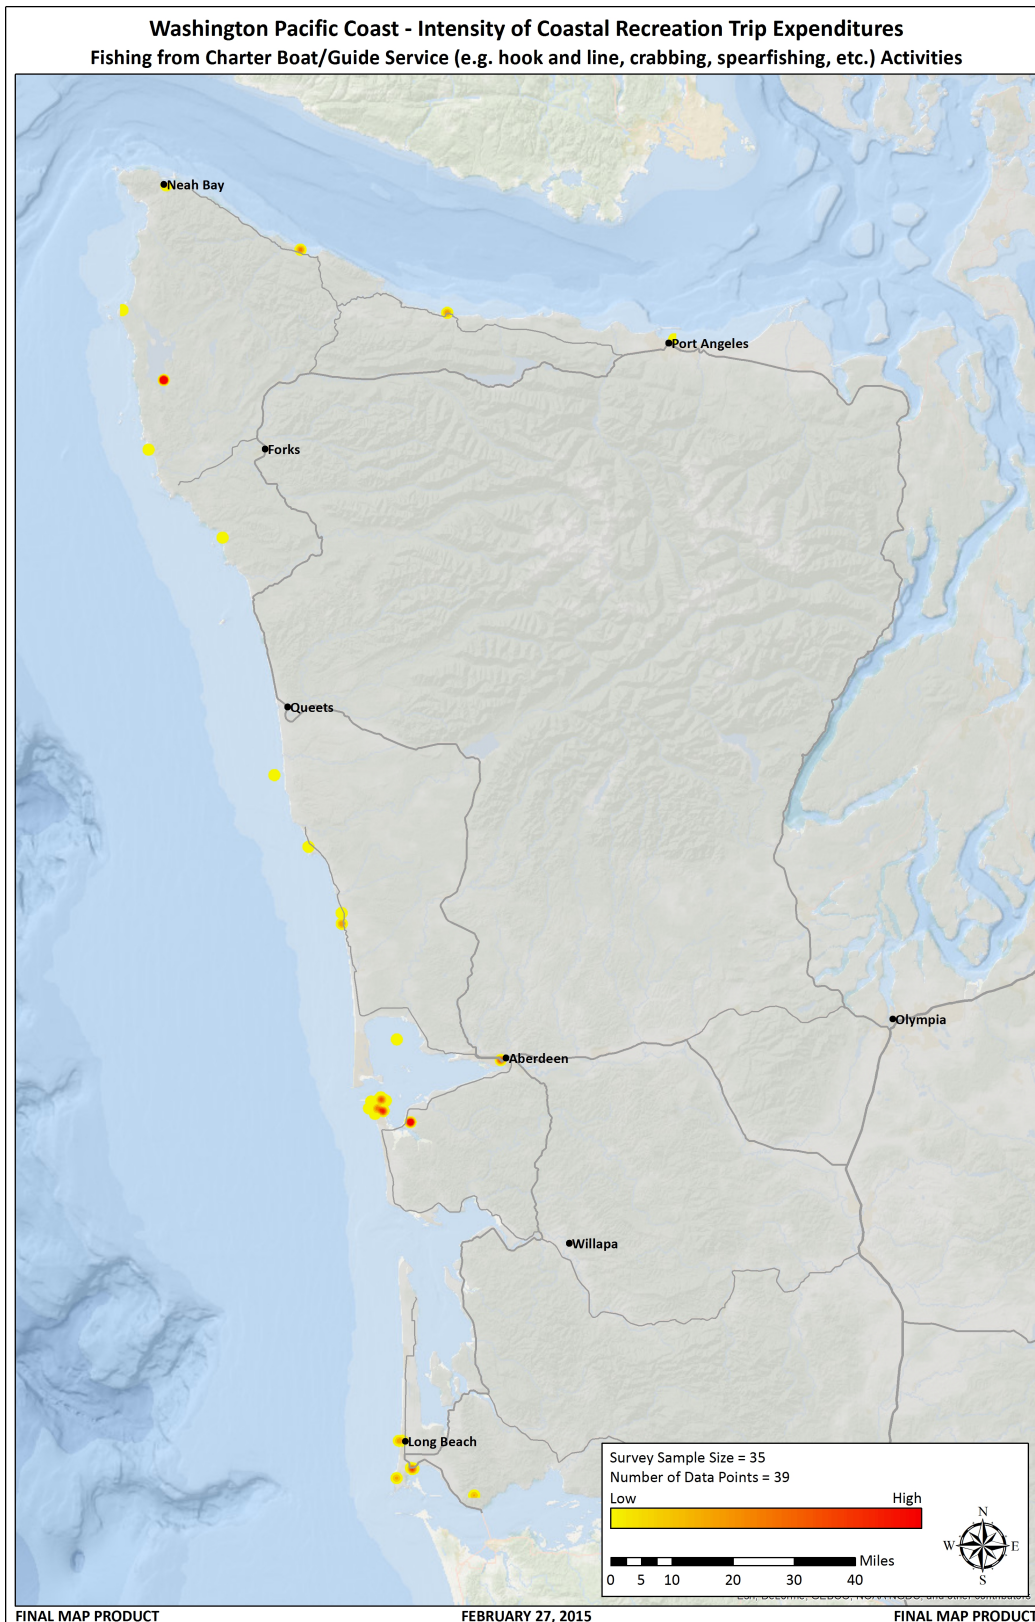 Washington Pacific Coast - Intensity of Coastal Recreation Trip Expenditures
Fishing from Charter Boat/Guide Service (e.g. hook and line, crabbing, spearfishing, etc.) Activities
Neah Bay
Port Angeles
Forks
Queets
Olympia
Aberdeen
Willapa
Long Beach
Survey Sample Size = 35
Number of Data Points = 39
Low High
N
W E
S
Miles
0 5 10 20 30 40
FINAL MAP PRODUCT FEBRUARY 27, 2015 FINAL MAP PRODUCT